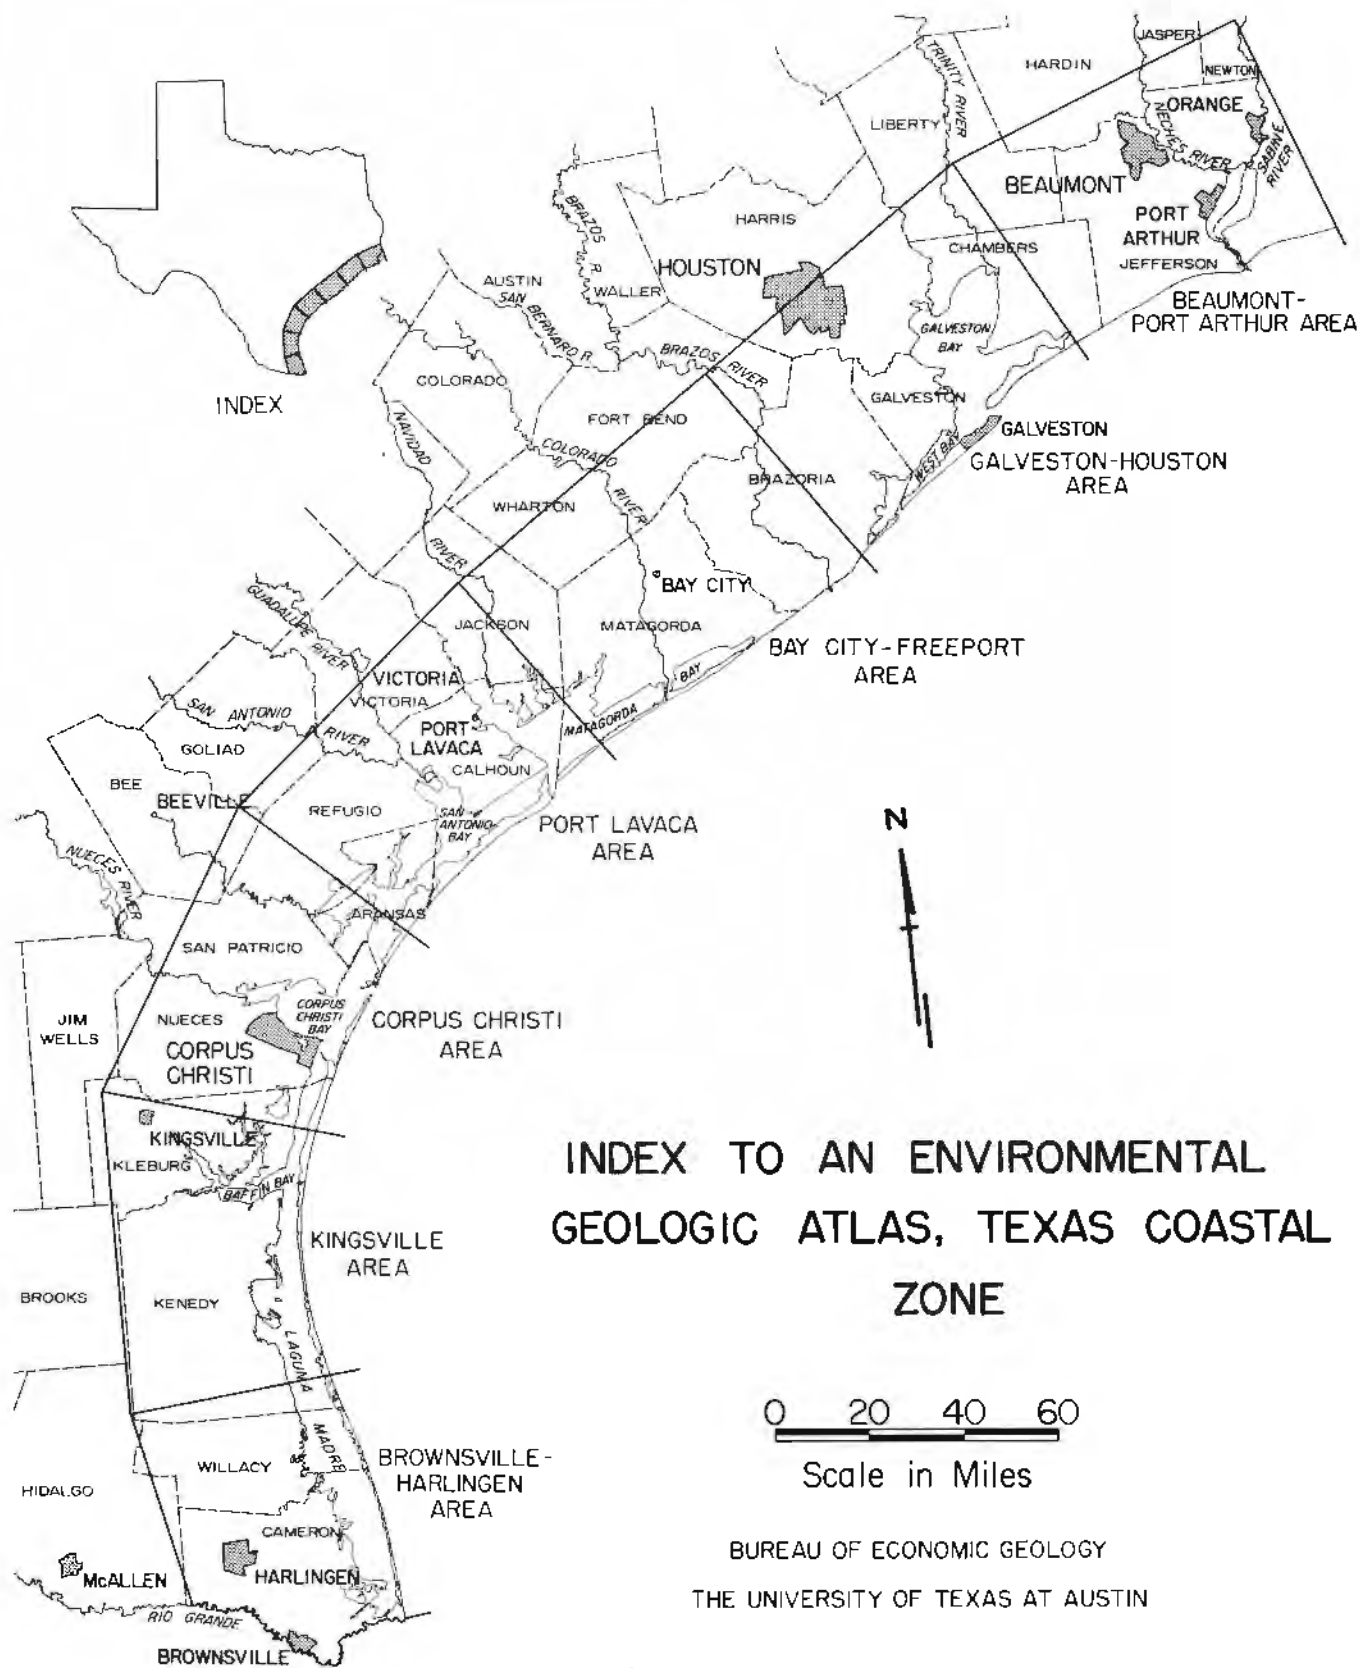 JASPER
NEWTON
HARDIN
ORANGE
TRINITY RIVER
LIBERTY
NECHES RIVER
SABINE
RIVER
BEAUMONT
PORT
ARTHUR
JEFFERSON
HARRIS
CHAMBERS
BRAZOS
R.
HOUSTON
AUSTIN
WALLER
SAN
BERNARD R.
BEAUMONT-
PORT ARTHUR AREA
GALVESTON
BAY
BRAZOS
RIVER
COLORADO
INDEX
GALVESTON
FORT BEND
NAVIDAD
RIVER
COLORADO
RIVER
GALVESTON
WEST BAY
GALVESTON-HOUSTON
AREA
BRAZORIA
WHARTON
BAY CITY
GUADALUPE
RIVER
JACKSON
MATAGORDA
BAY CITY-FREEPORT
AREA
VICTORIA
VICTORIA
MATAGORDA
BAY
SAN ANTONIO
RIVER
PORT
LAVACA
GOLIAD
CALHOUN
BEE
BEEVILLE
REFUGIO
SAN
ANTONIO
BAY
PORT LAVACA
AREA
N
NUECES RIVER
ARANSAS
SAN PATRICIO
CORPUS
CHRISTI
BAY
JIM
WELLS
NUECES
CORPUS
CHRISTI
CORPUS CHRISTI
AREA
KINGSVILLE
KLEBURG
BAFFIN BAY
INDEX TO AN ENVIRONMENTAL
GEOLOGIC ATLAS, TEXAS COASTAL
ZONE
KINGSVILLE
AREA
BROOKS
KENEDY
LAGUMA
MADRE
0 20 40 60
Scale in Miles
WILLACY
BROWNSVILLE-
HARLINGEN
AREA
HIDALGO
CAMERON
McALLEN
HARLINGEN
RIO GRANDE
BROWNSVILLE
BUREAU OF ECONOMIC GEOLOGY
THE UNIVERSITY OF TEXAS AT AUSTIN